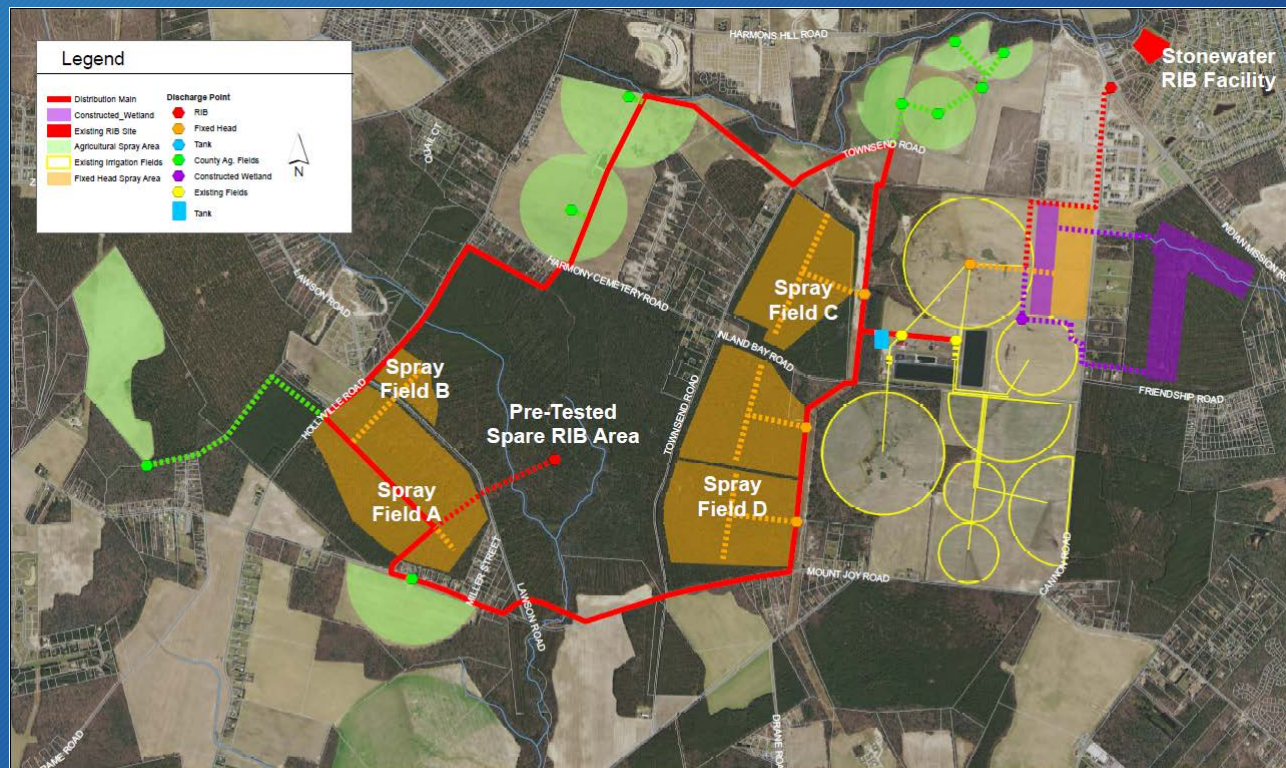 Legend
Distribution Main
Constructed_Wetland
Existing RIB Site
Agricultural Spray Area
Existing Irrigation Fields
Fixed Head Spray Area
Discharge Point
RIB
Fixed Head
Tank
County Ag. Fields
Constructed Wetland
Existing Fields
Tank
N
HARMONS HILL ROAD
Stonewater
RIB Facility
QUAE CT
TOWNSEND ROAD
INDIAN MISSION
HARMONY CEMETERY ROAD
LAWSON ROAD
Spray
Field C
INLAND BAY ROAD
Spray
Field B
HOLLYVILLE ROAD
FRIENDSHIP ROAD
TOWNSEND ROAD
Pre-Tested
Spare RIB Area
Spray
Field A
Spray
Field D
MILLER STREET
LAWSON ROAD
MOUNT JOY ROAD
CANNON ROAD
DRANE ROAD